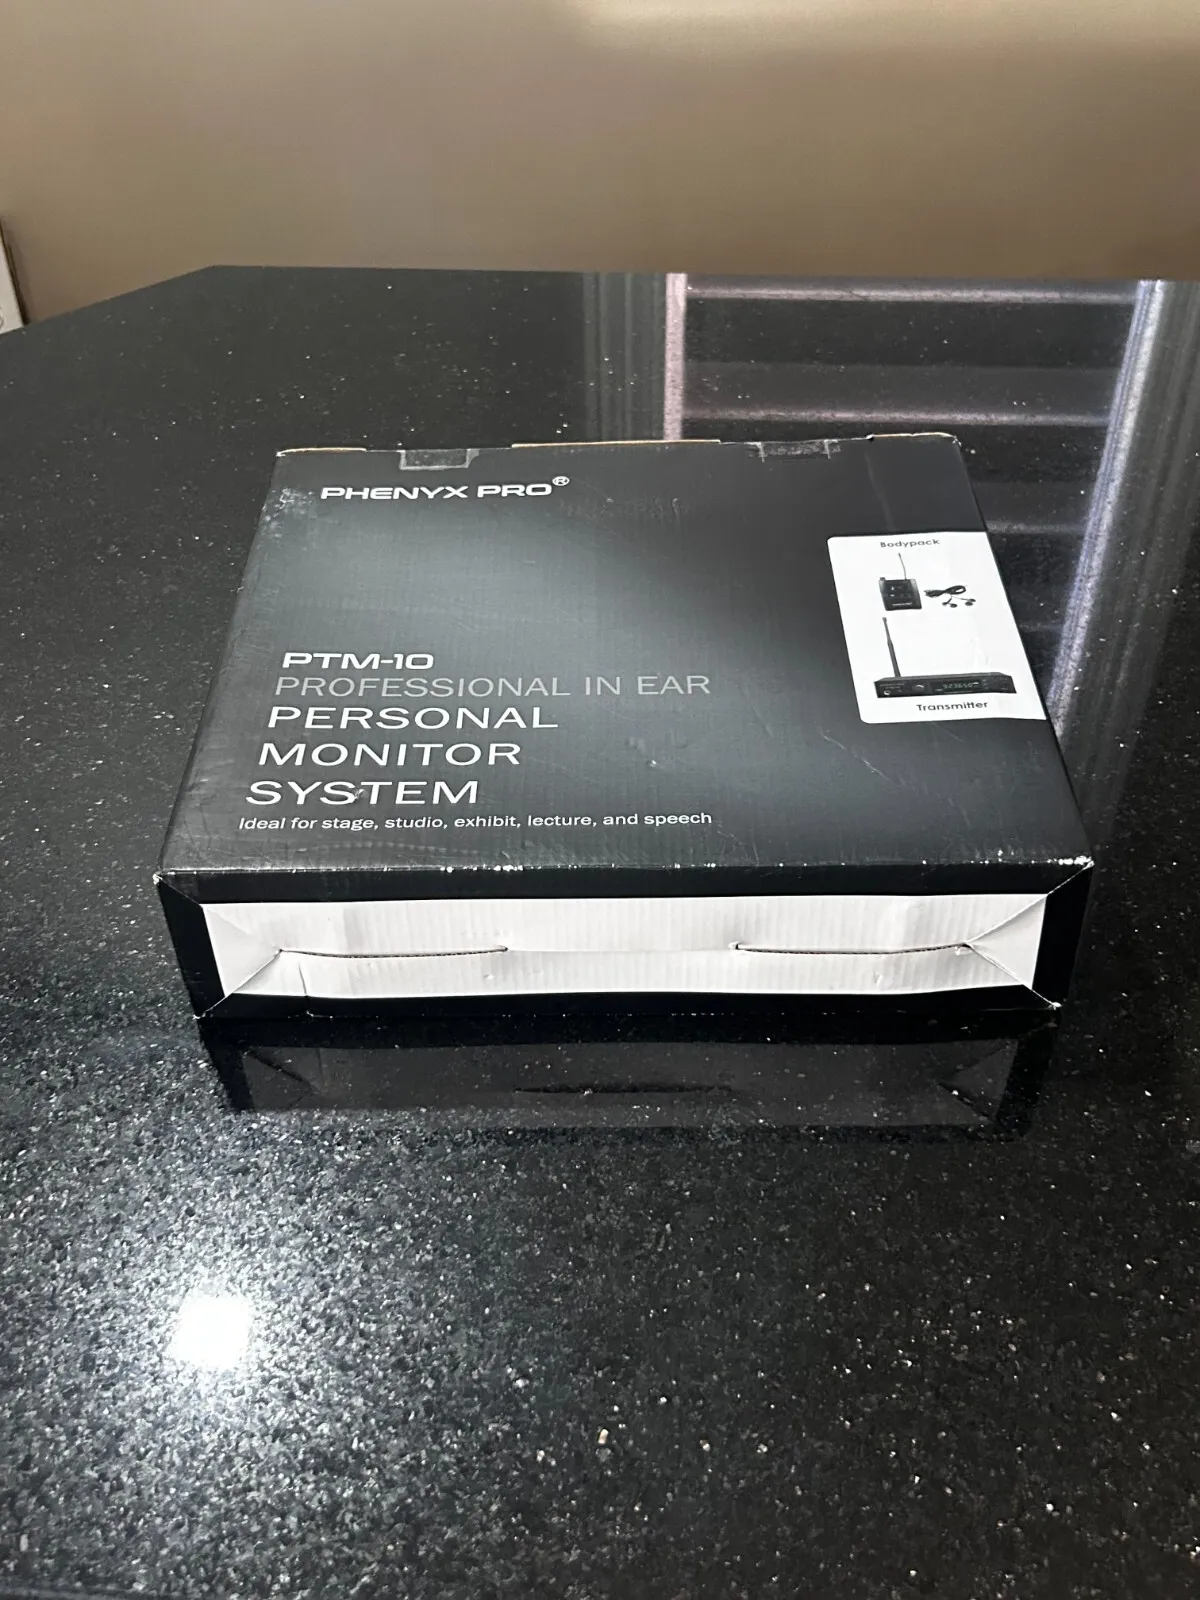 PHENYX PRO®
PTM-10
PROFESSIONAL IN EAR
PERSONAL
MONITOR
SYSTEM
Ideal for stage, studio, exhibit, lecture, and speech
Bodypack
Transmitter